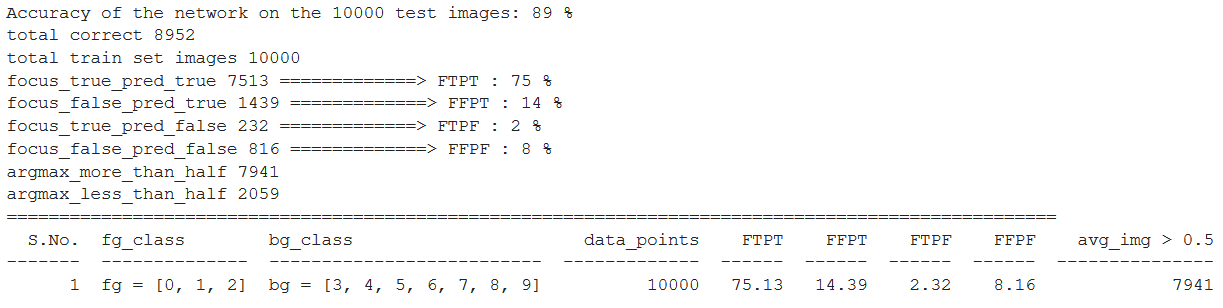 Accuracy of the network on the 10000 test images: 89 %
total correct 8952
total train set images 10000
focus_true_pred_true 7513 =============> FTPT : 75 %
focus_false_pred_true 1439 =============> FFPT : 14 %
focus_true_pred_false 232 =============> FTPF : 2 %
focus_false_pred_false 816 =============> FFPF : 8 %
argmax_more_than_half 7941
argmax_less_than_half 2059
====================================================================================================
S.No.  fg_class        bg_class                      data_points    FTPT    FFPT    FTPF    FFPF    avg_img > 0.5
-------  --------------  --------------------------  -------------  ------  ------  ------  ------  ---------------
1  fg = [0, 1, 2]  bg = [3, 4, 5, 6, 7, 8, 9]          10000   75.13   14.39    2.32    8.16             7941